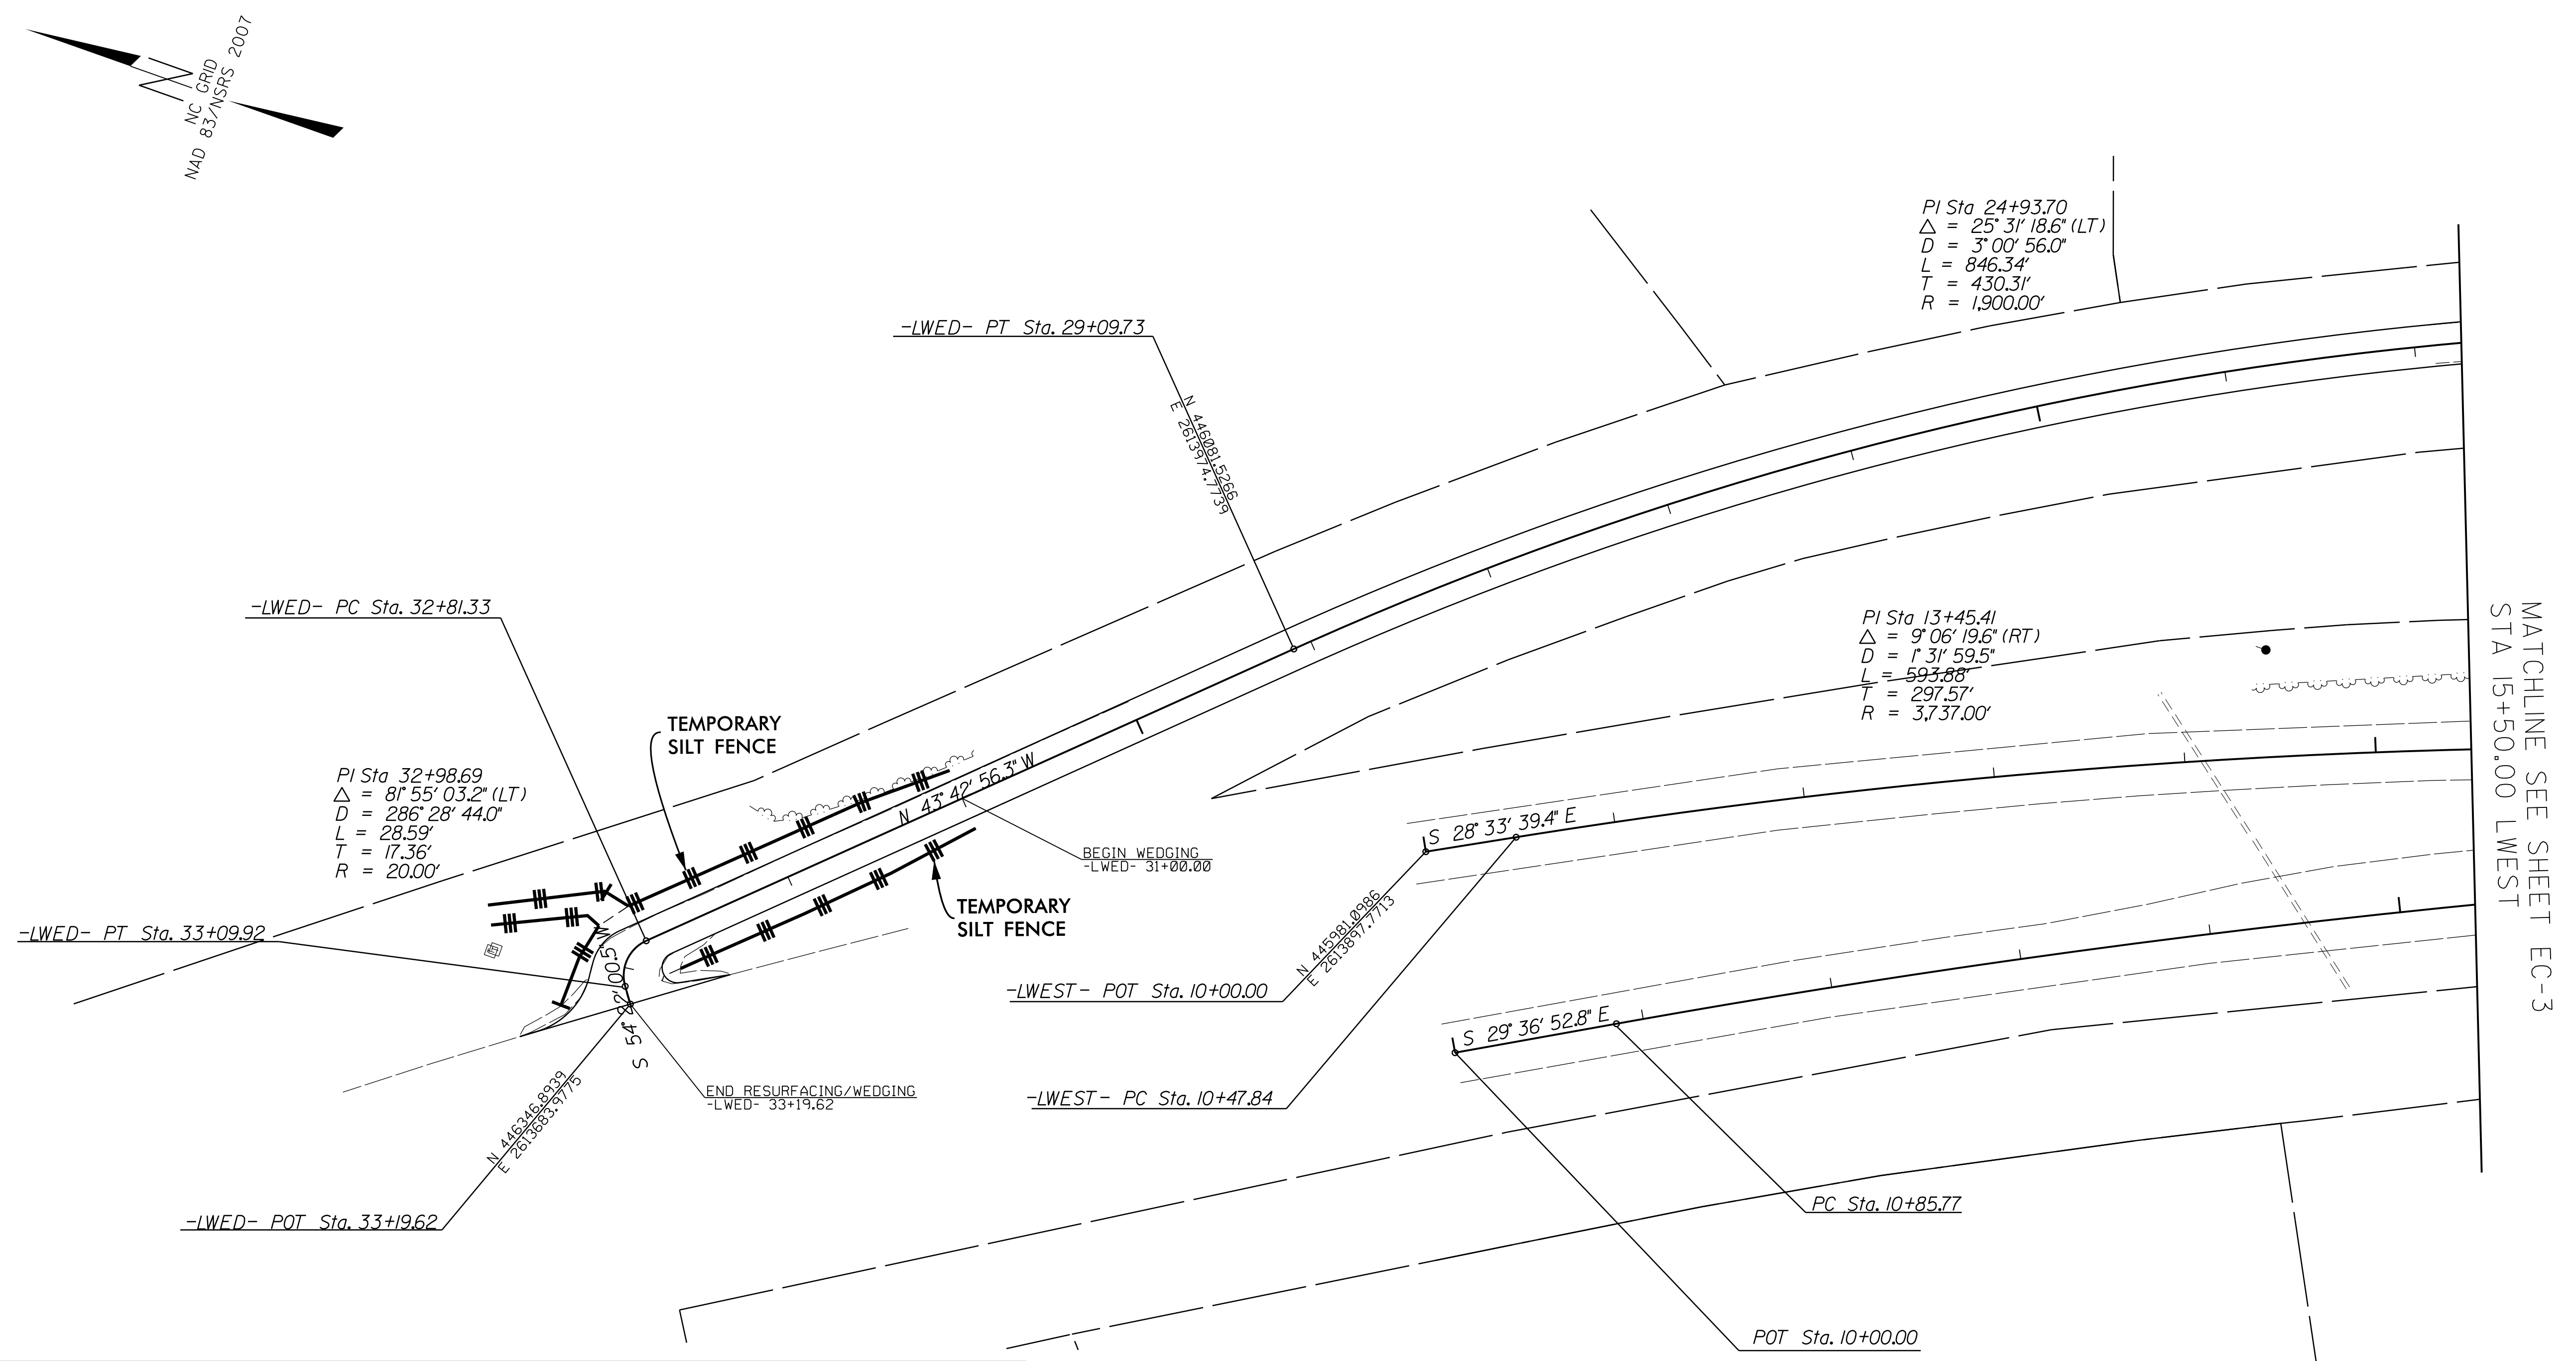 NC GRID
NAD 83/NSRS 2007
PI Sta 24+93.70
△ = 25° 31' 18.6" (LT)
D = 3° 00' 56.0"
L = 846.34'
T = 430.31'
R = 1,900.00'
-LWED- PT Sta. 29+09.73
N 446081.5266
E 2613974.7739
-LWED- PC Sta. 32+81.33
PI Sta 13+45.41
△ = 9° 06' 19.6" (RT)
D = 1° 31' 59.5"
L = 593.88'
T = 297.57'
R = 3,737.00'
MATCHLINE SEE SHEET EC-3
STA 15+50.00 LWEST
TEMPORARY
SILT FENCE
PI Sta 32+98.69
△ = 81° 55' 03.2" (LT)
D = 286° 28' 44.0"
L = 28.59'
T = 17.36'
R = 20.00'
N 43° 42' 56.3" W
BEGIN WEDGING
-LWED- 31+00.00
S 28° 33' 39.4" E
TEMPORARY
SILT FENCE
-LWED- PT Sta. 33+09.92
N 445981.0986
E 2613897.7713
-LWEST- POT Sta. 10+00.00
S 54° 22' 00.5" W
S 29° 36' 52.8" E
END RESURFACING/WEDGING
-LWED- 33+19.62
-LWEST- PC Sta. 10+47.84
N 446346.8939
E 2613683.9775
-LWED- POT Sta. 33+19.62
PC Sta. 10+85.77
POT Sta. 10+00.00